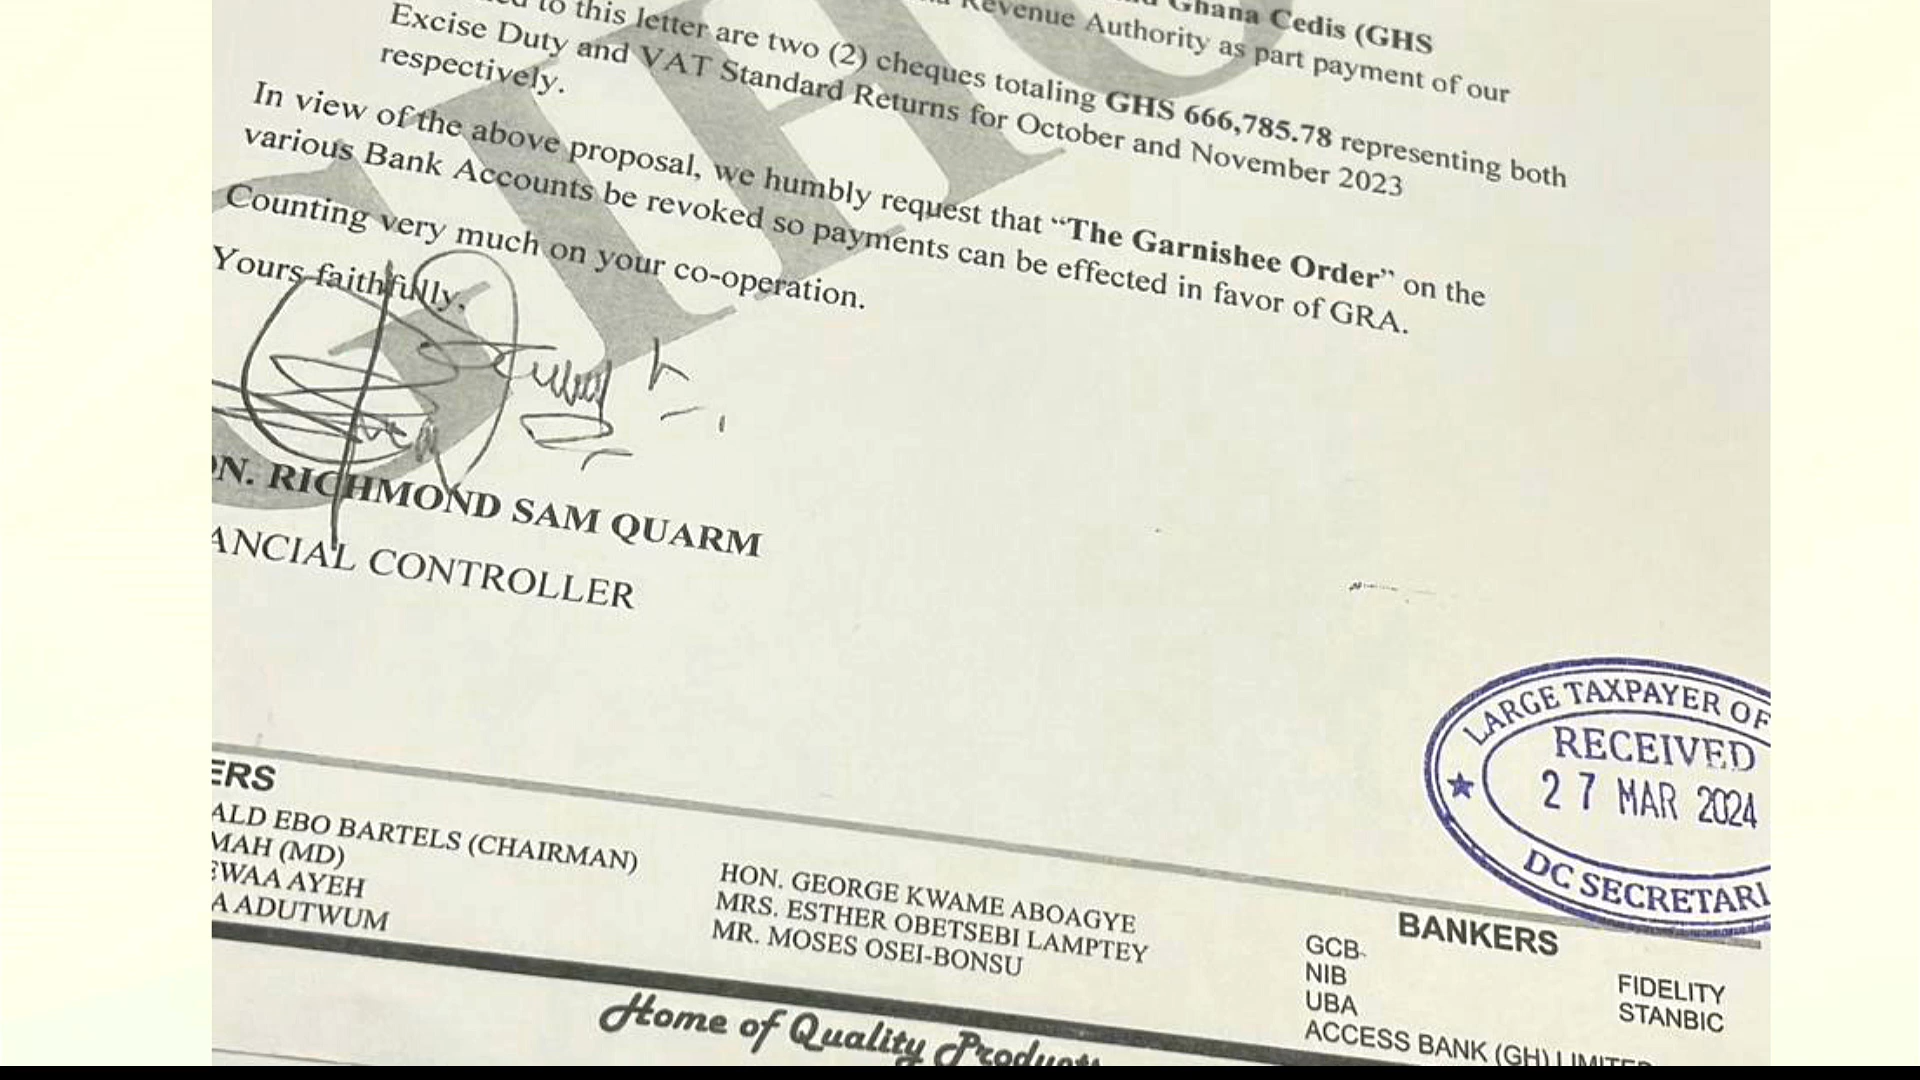 to this letter are two (2) cheques totaling GHS 666,785.78 representing both
Excise Duty and VAT Standard Returns for October and November 2023
respectively.
Ghana Cedis (GHS
Revenue Authority as part payment of our
In view of the above proposal, we humbly request that “The Garnishee Order” on the
various Bank Accounts be revoked so payments can be effected in favor of GRA.
Counting very much on your co-operation.
Yours faithfully,
N. RICHMOND SAM QUARM
ANCIAL CONTROLLER
LARGE TAXPAYER OF
RECEIVED
27 MAR 2024
DC SECRETARI
ERS
ALD EBO BARTELS (CHAIRMAN)
MAH (MD)
EWAA AYEH
A ADUTWUM
HON. GEORGE KWAME ABOAGYE
MRS. ESTHER OBETSEBI LAMPTEY
MR. MOSES OSEI-BONSU
BANKERS
GCB
NIB
UBA
ACCESS BANK (GH) LIMITED
FIDELITY
STANBIC
Home of Quality Products